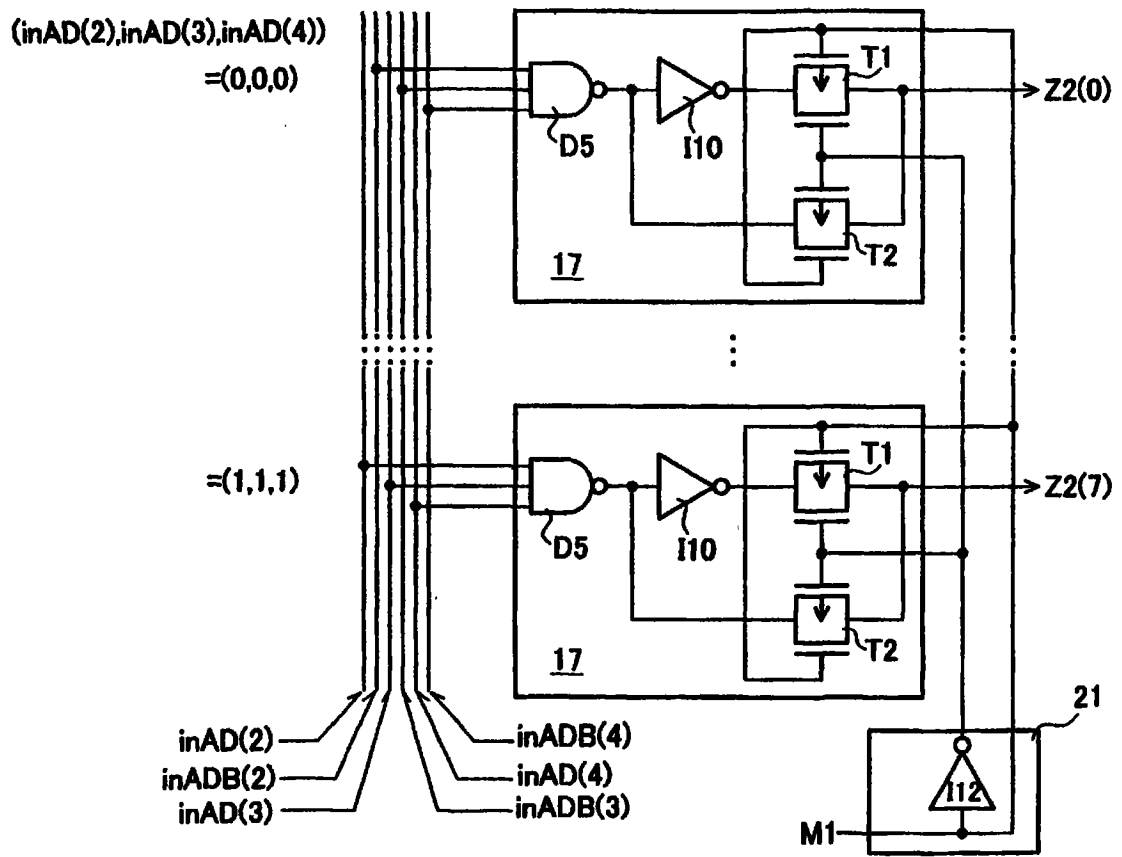 (inAD(2),inAD(3),inAD(4))
=(0,0,0)
D5
I10
T1
T2
17
Z2(0)
=(1,1,1)
D5
I10
T1
T2
17
Z2(7)
inAD(2)
inADB(2)
inAD(3)
inADB(4)
inAD(4)
inADB(3)
21
I12
M1